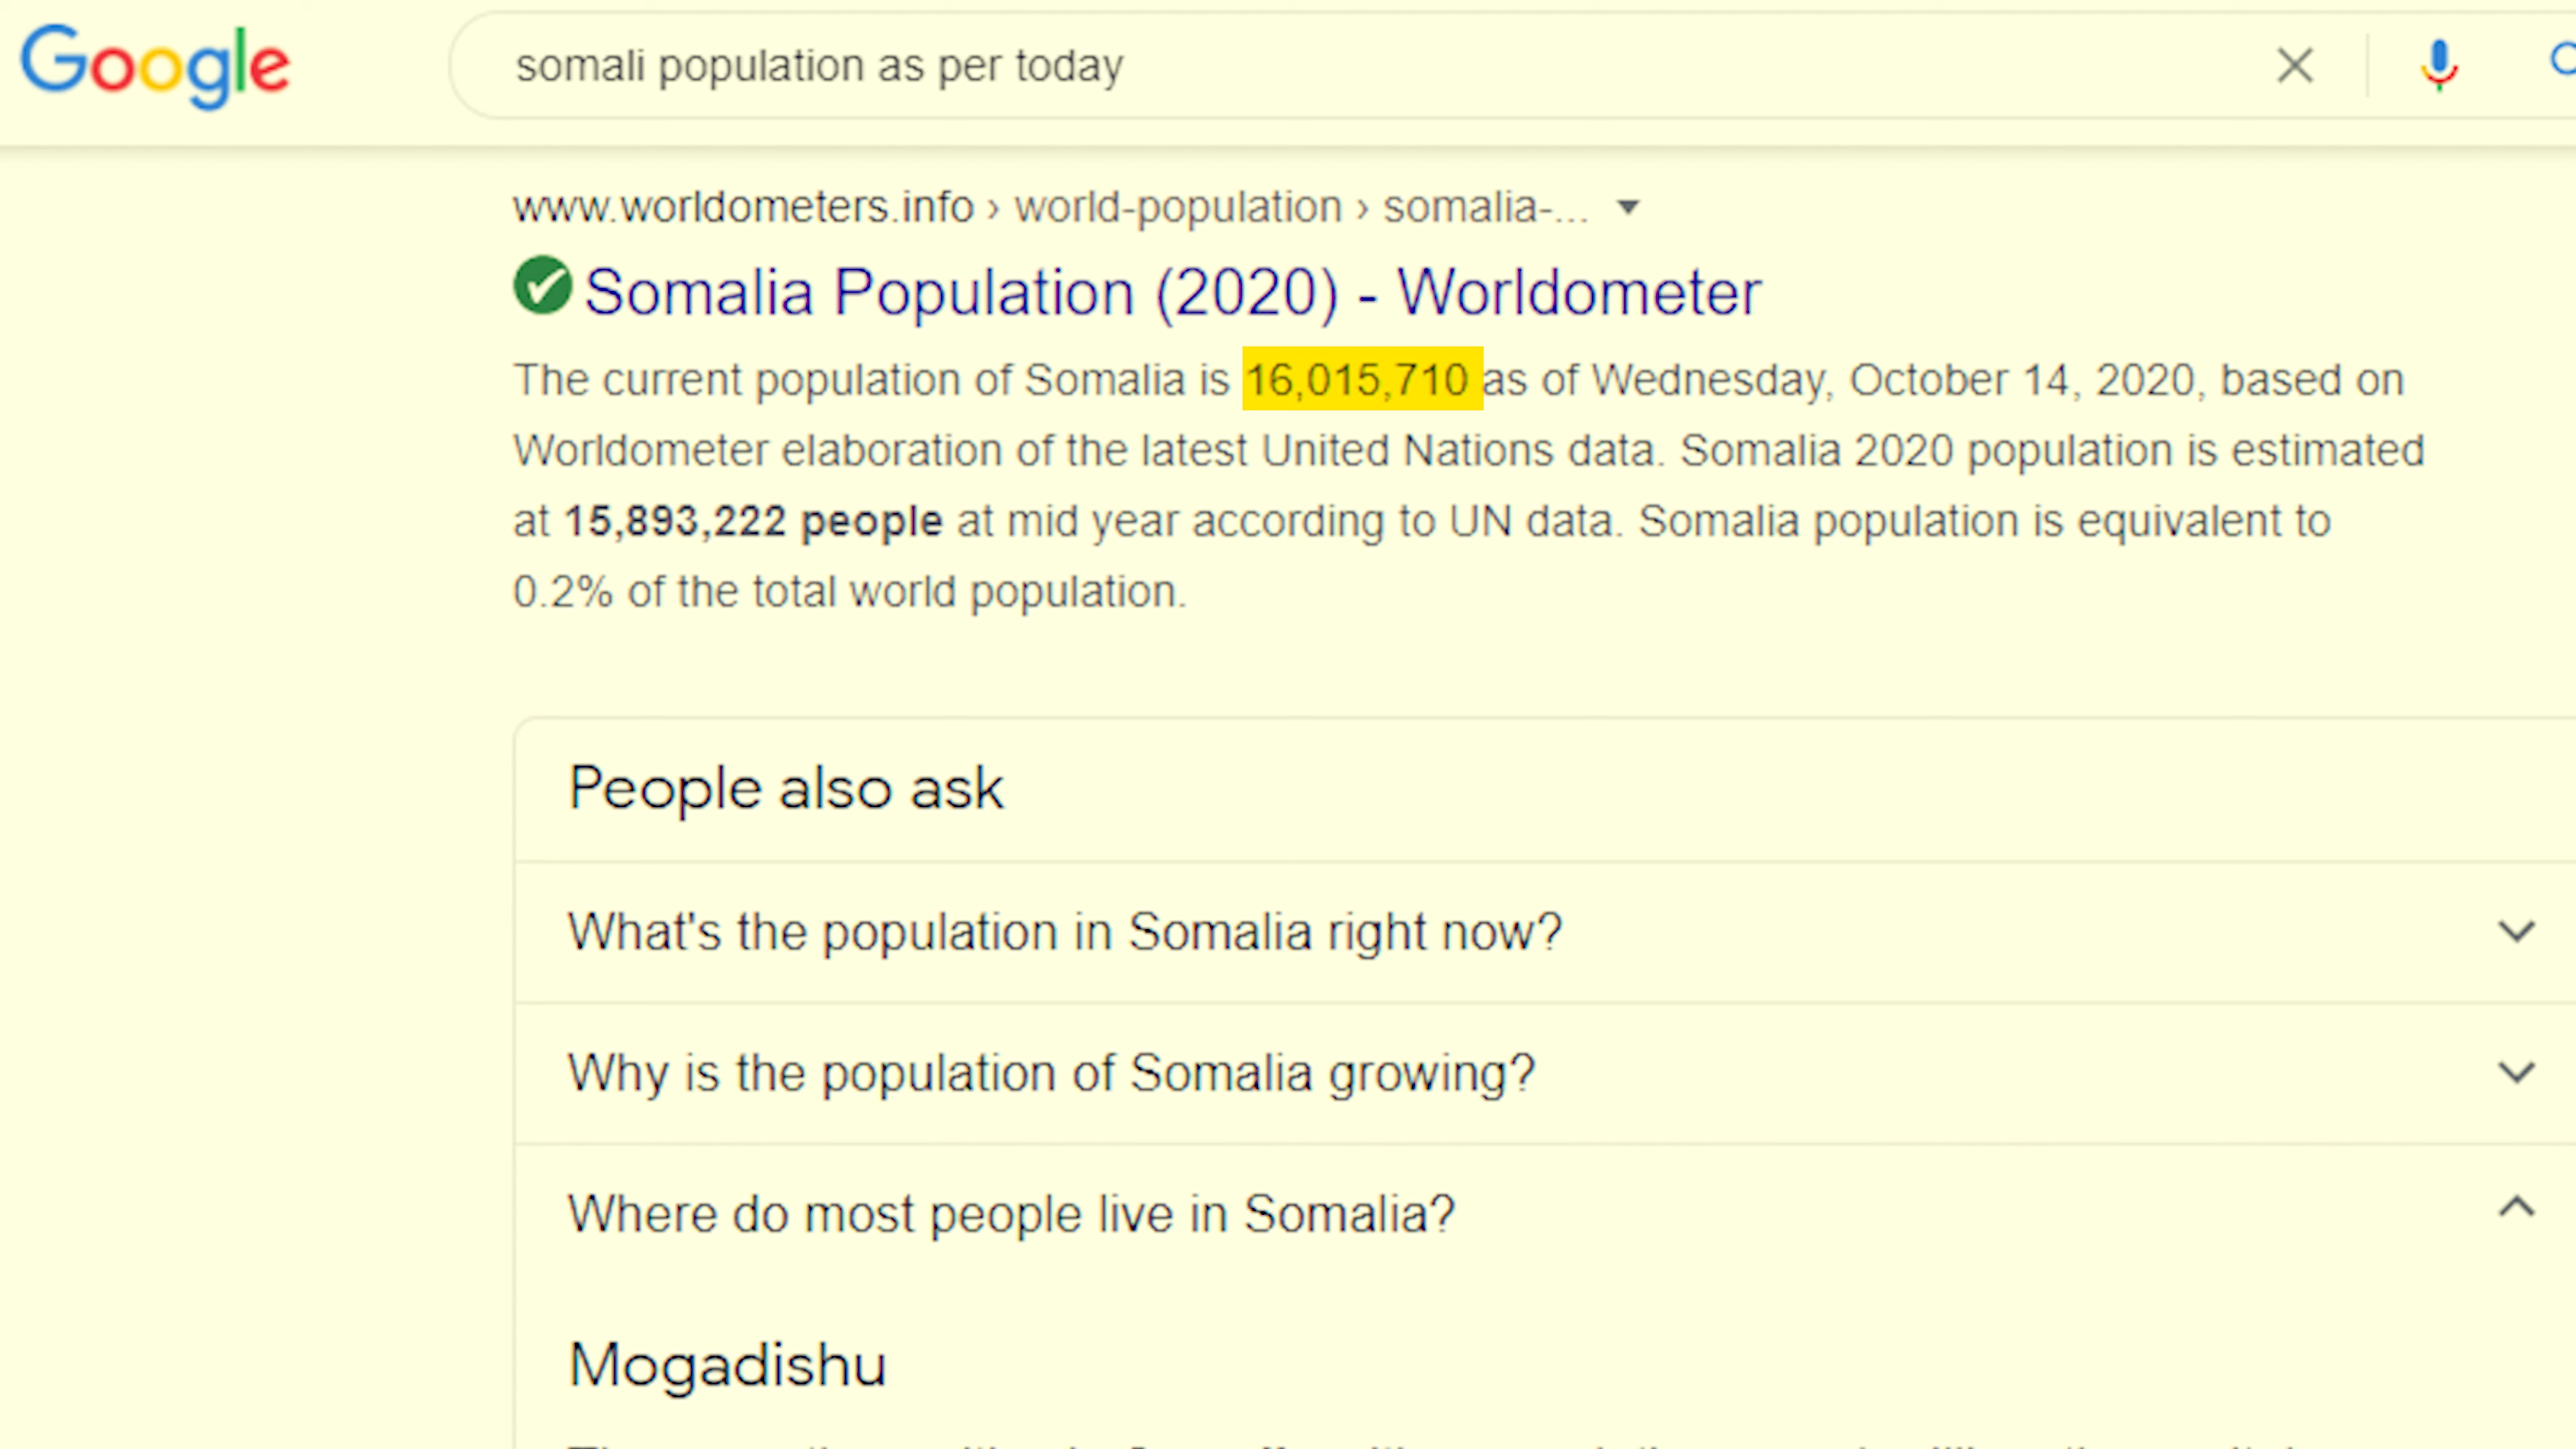 Google
somali population as per today
www.worldometers.info › world-population › somalia-...
Somalia Population (2020) - Worldometer
The current population of Somalia is 16,015,710 as of Wednesday, October 14, 2020, based on
Worldometer elaboration of the latest United Nations data. Somalia 2020 population is estimated
at 15,893,222 people at mid year according to UN data. Somalia population is equivalent to
0.2% of the total world population.
People also ask
What's the population in Somalia right now?
Why is the population of Somalia growing?
Where do most people live in Somalia?
Mogadishu